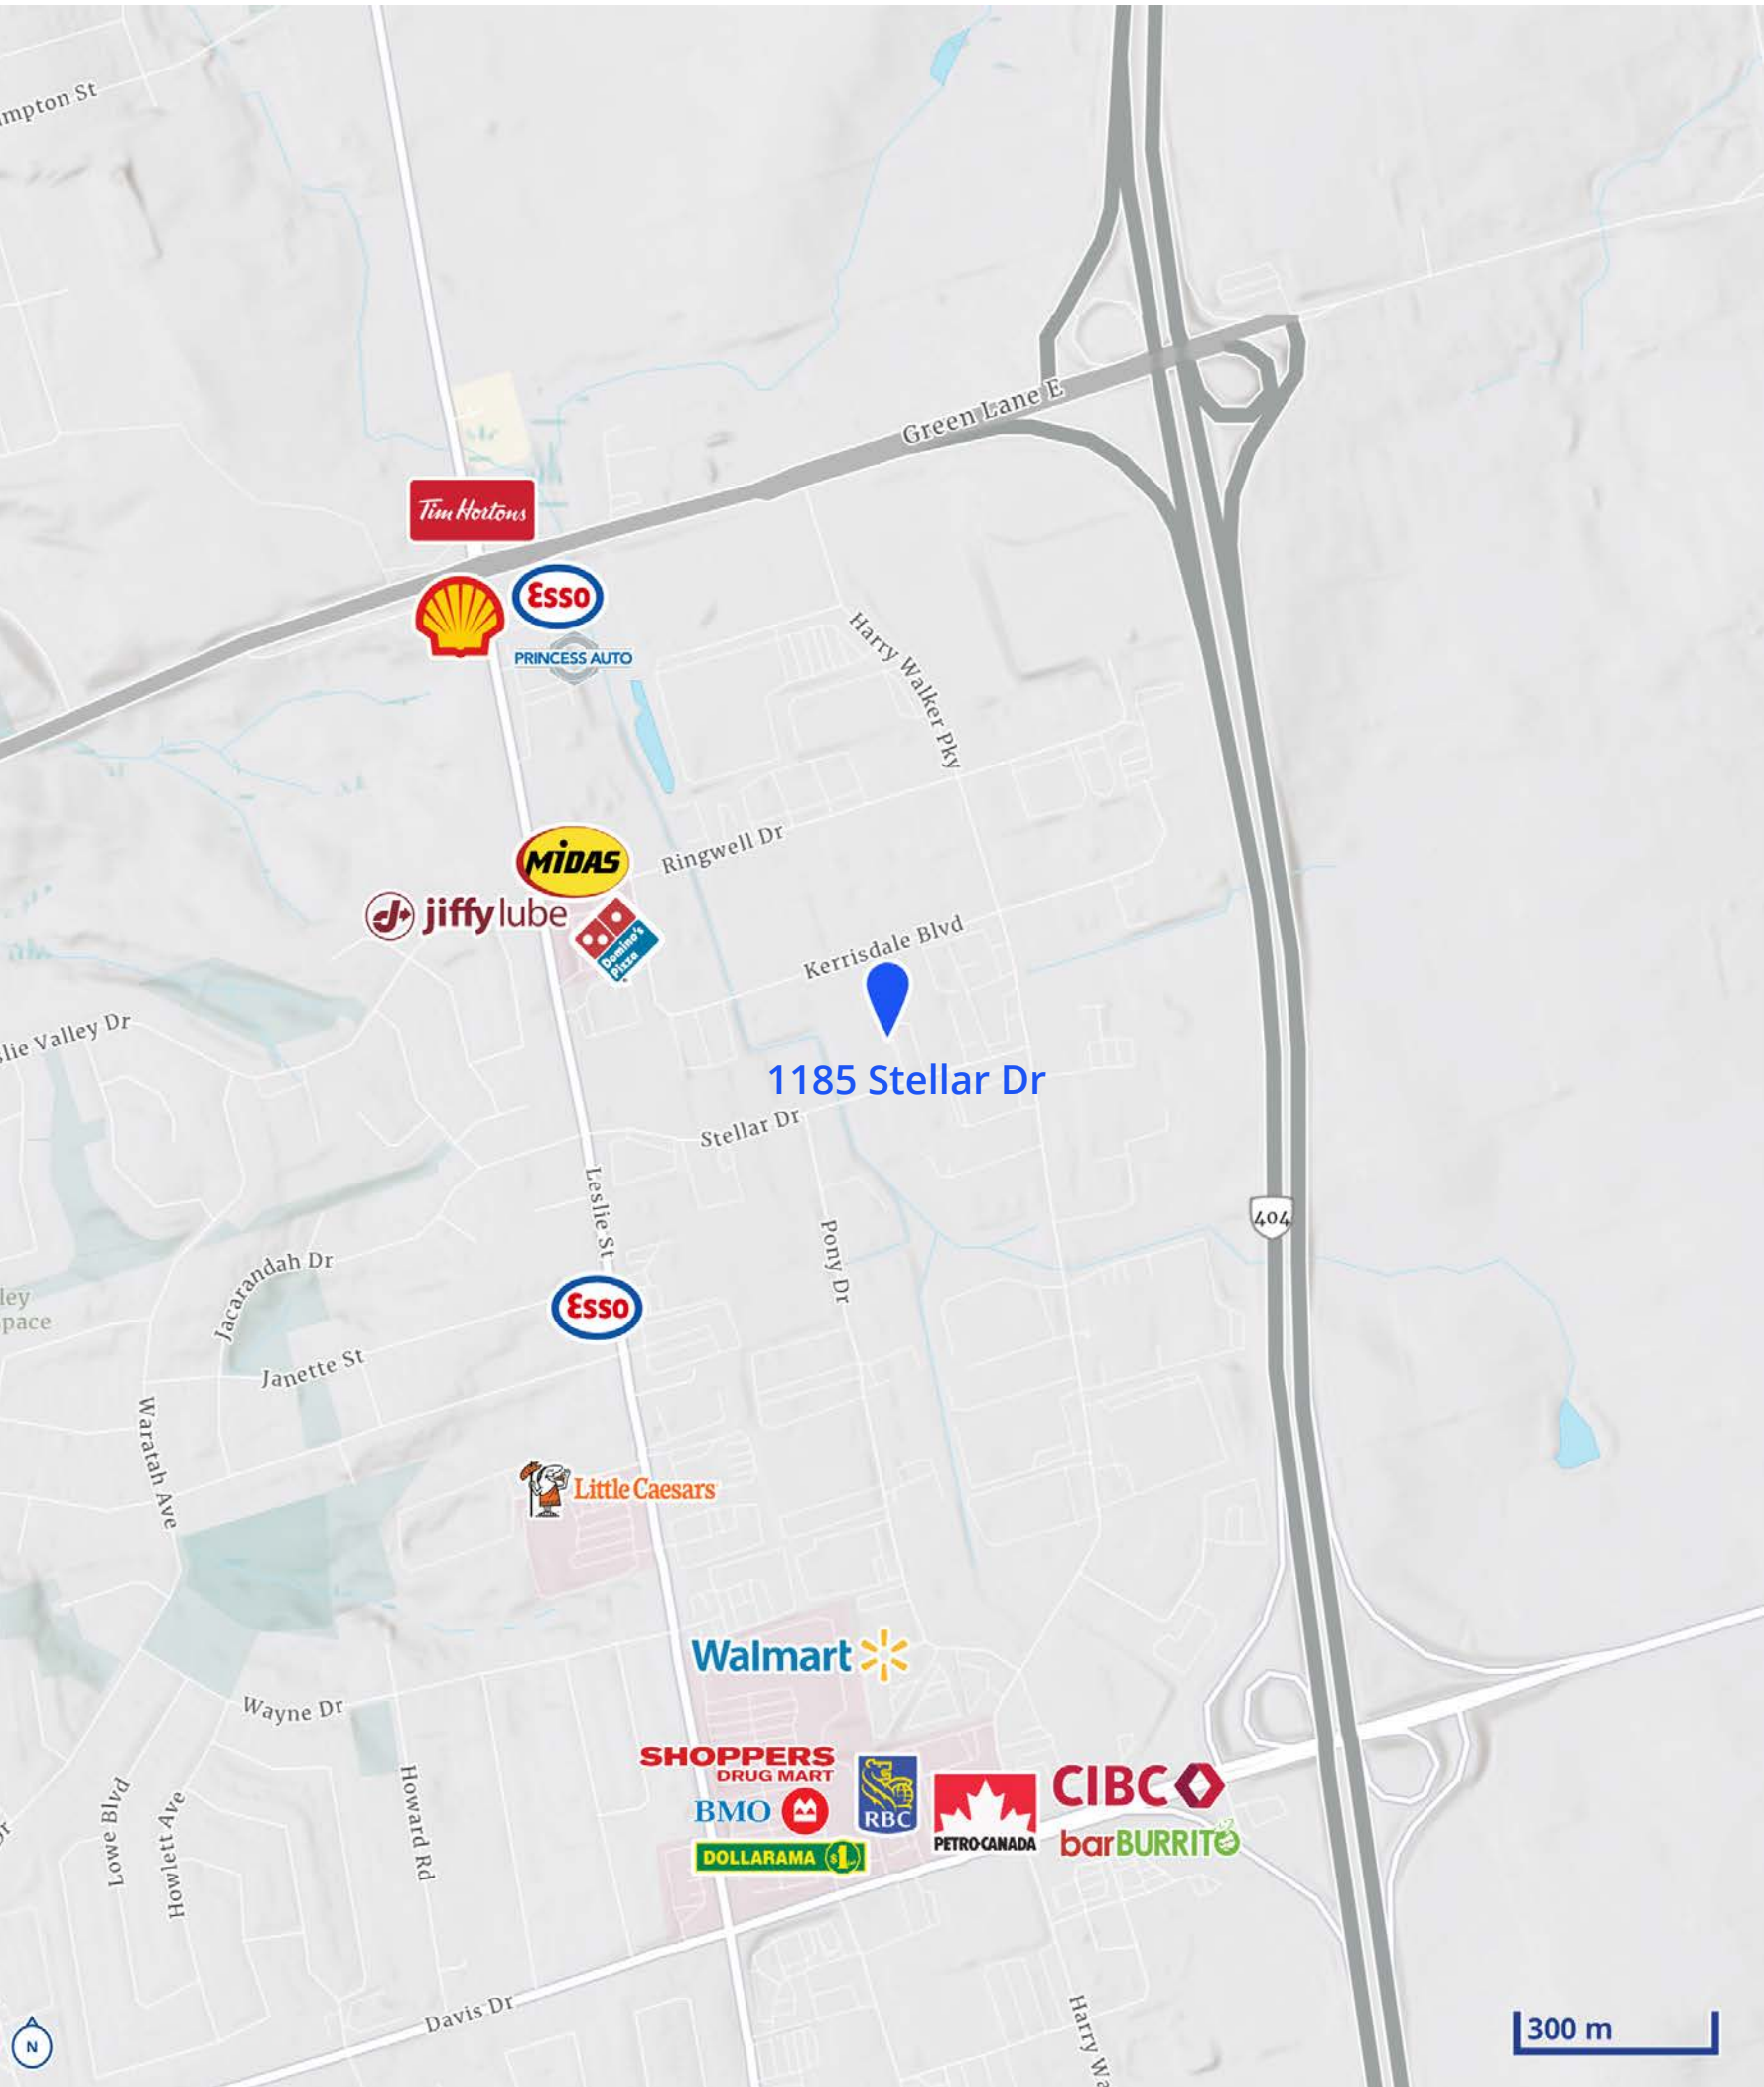 mpton St
Green Lane E
Tim Hortons
Esso
PRINCESS AUTO
Harry Walker Pky
MIDAS
Ringwell Dr
jiffy lube
Domino's
Pizza
Kerrisdale Blvd
slie Valley Dr
1185 Stellar Dr
Stellar Dr
Leslie St
404
Pony Dr
Jacarandah Dr
ley
pace
Esso
Janette St
Waratah Ave
Little Caesars
Walmart
Wayne Dr
SHOPPERS
DRUG MART
BMO
RBC
PETRO-CANADA
CIBC
barBURRITO
DOLLARAMA $1
Lowe Blvd
Howlett Ave
Howard Rd
Davis Dr
Harry Wa
N
300 m